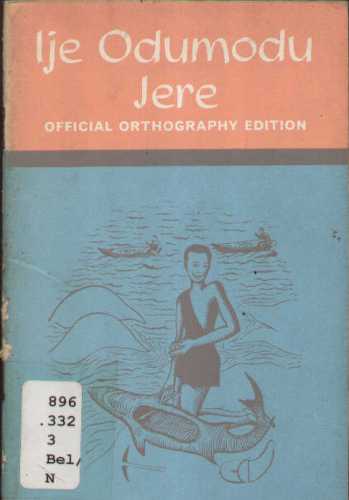 Ije Odumodu
Jere
OFFICIAL ORTHOGRAPHY EDITION
896
.332
3
Bel/
N